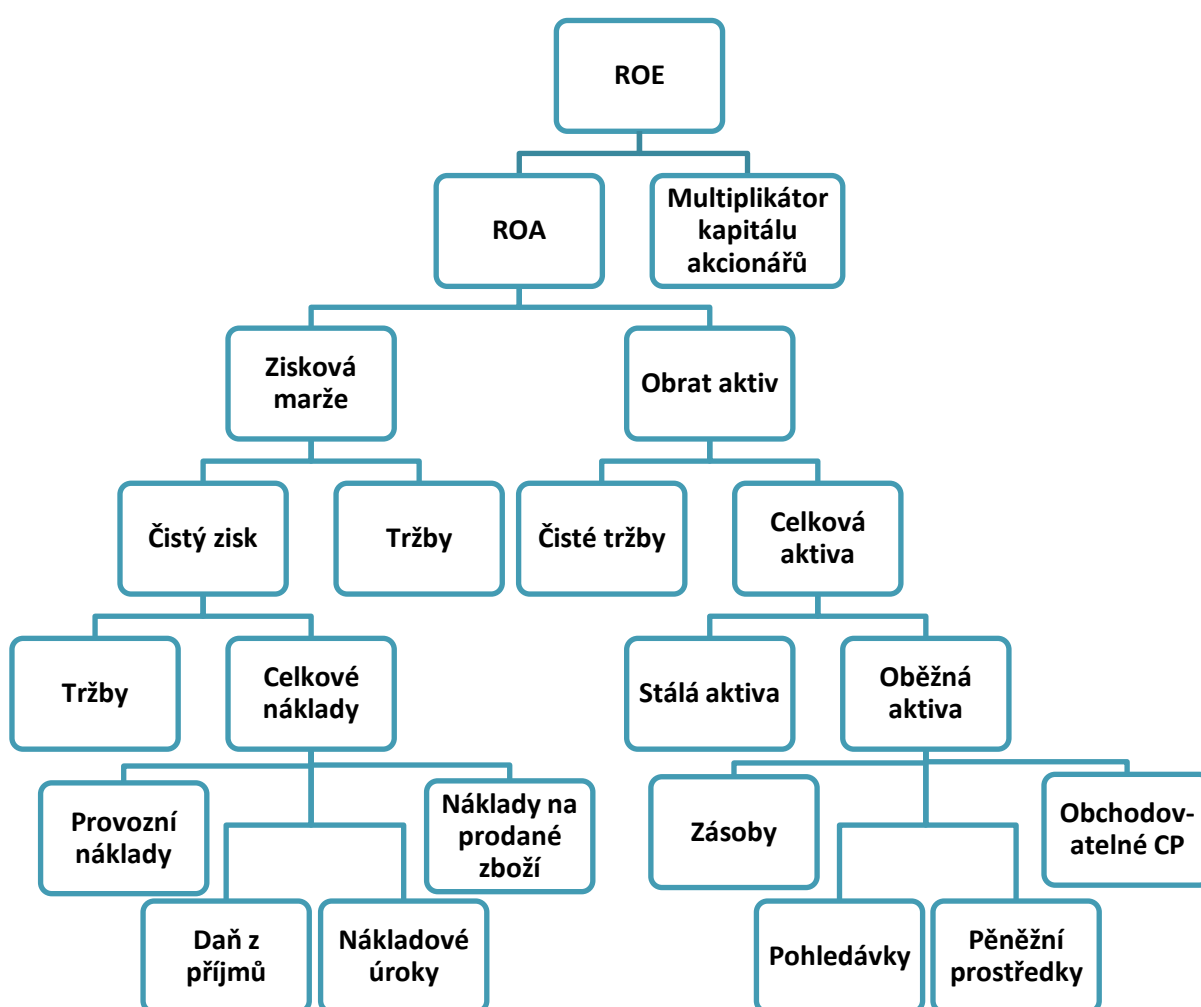 ROE
ROA
Multiplikátor
kapitálu
akcionářů
Zisková
marže
Obrat aktiv
Čistý zisk
Tržby
Čisté tržby
Celková
aktiva
Tržby
Celkové
náklady
Stálá aktiva
Oběžná
aktiva
Provozní
náklady
Náklady na
prodané
zboží
Zásoby
Obchodov-
atelné CP
Daň z
příjmů
Nákladové
úroky
Pohledávky
Pěněžní
prostředky